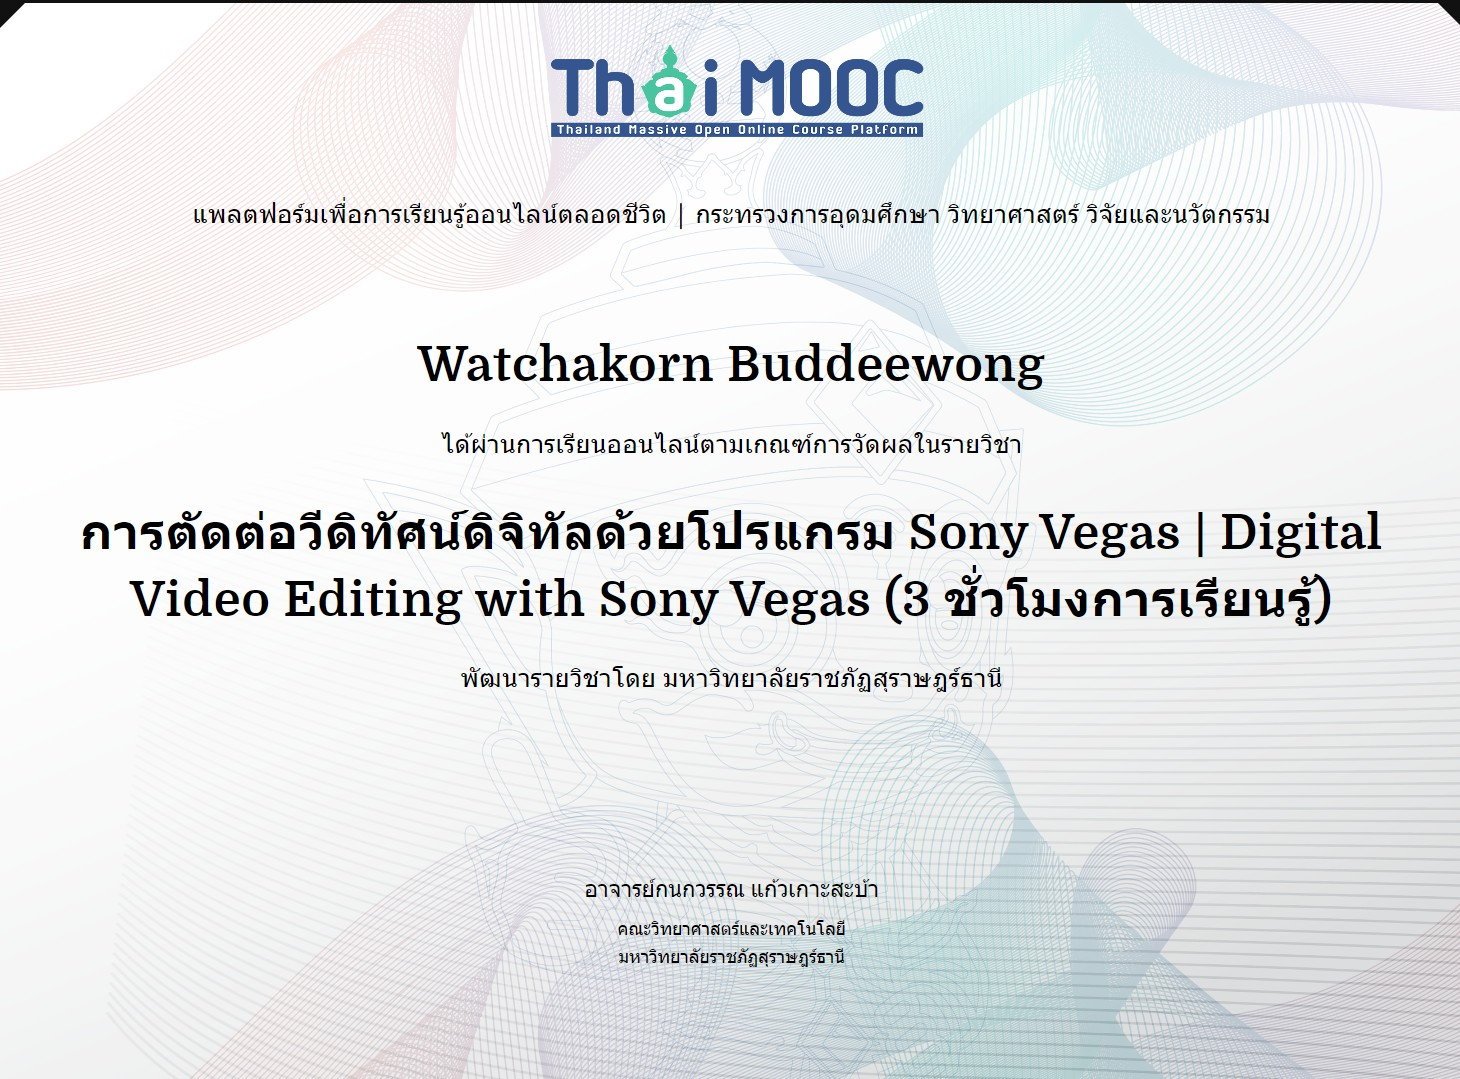 Thai MOOC
Thailand Massive Open Online Course Platform
แพลตฟอร์มเพื่อการเรียนรู้ออนไลน์ตลอดชีวิต | กระทรวงการอุดมศึกษา วิทยาศาสตร์ วิจัยและนวัตกรรม
Watchakorn Buddeewong
ได้ผ่านการเรียนออนไลน์ตามเกณฑ์การวัดผลในรายวิชา
การตัดต่อวีดิทัศน์ดิจิทัลด้วยโปรแกรม Sony Vegas | Digital
Video Editing with Sony Vegas (3 ชั่วโมงการเรียนรู้)
พัฒนารายวิชาโดย มหาวิทยาลัยราชภัฏสุราษฎร์ธานี
อาจารย์กนกวรรณ แก้วเกาะสะบ้า
คณะวิทยาศาสตร์และเทคโนโลยี
มหาวิทยาลัยราชภัฏสุราษฎร์ธานี